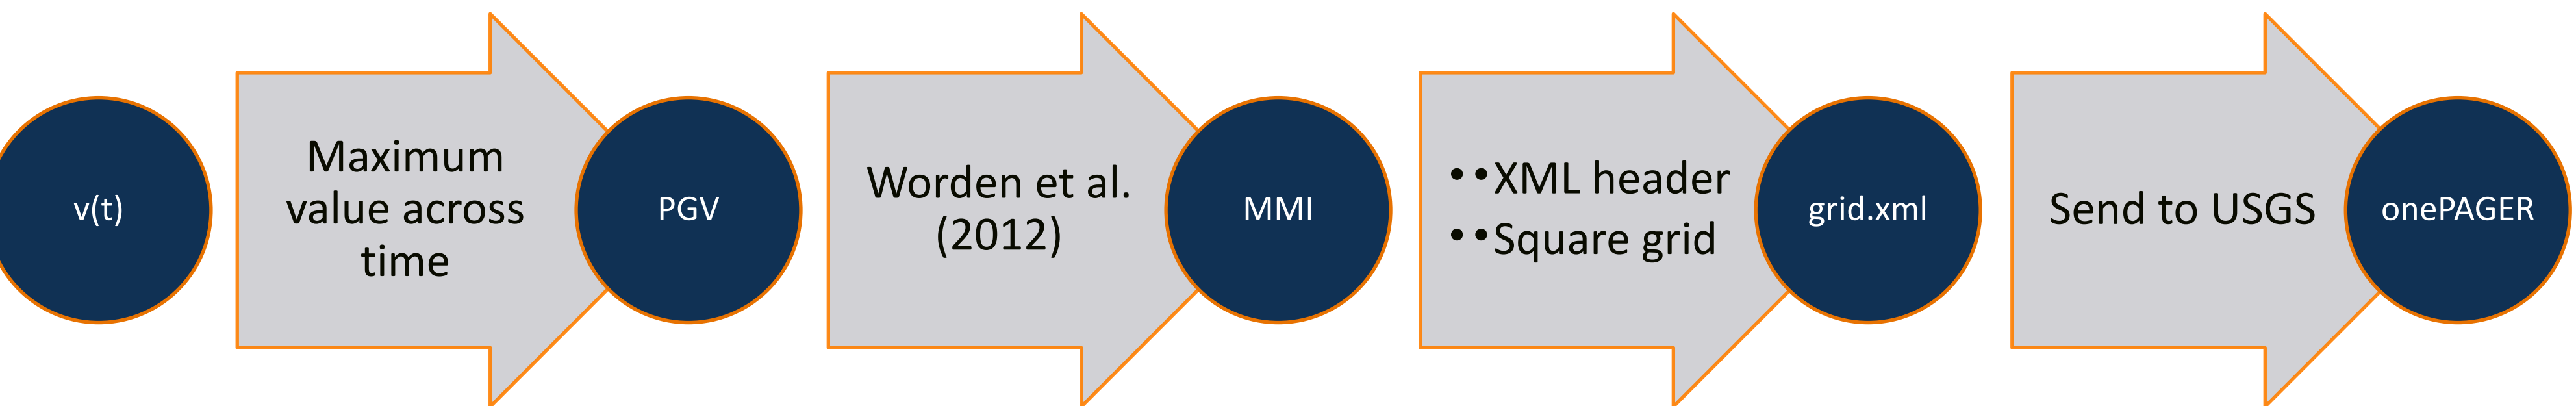 v(t)
Maximum
value across
time
PGV
Worden et al.
(2012)
MMI
• •XML header
• •Square grid
grid.xml
Send to USGS
onePAGER